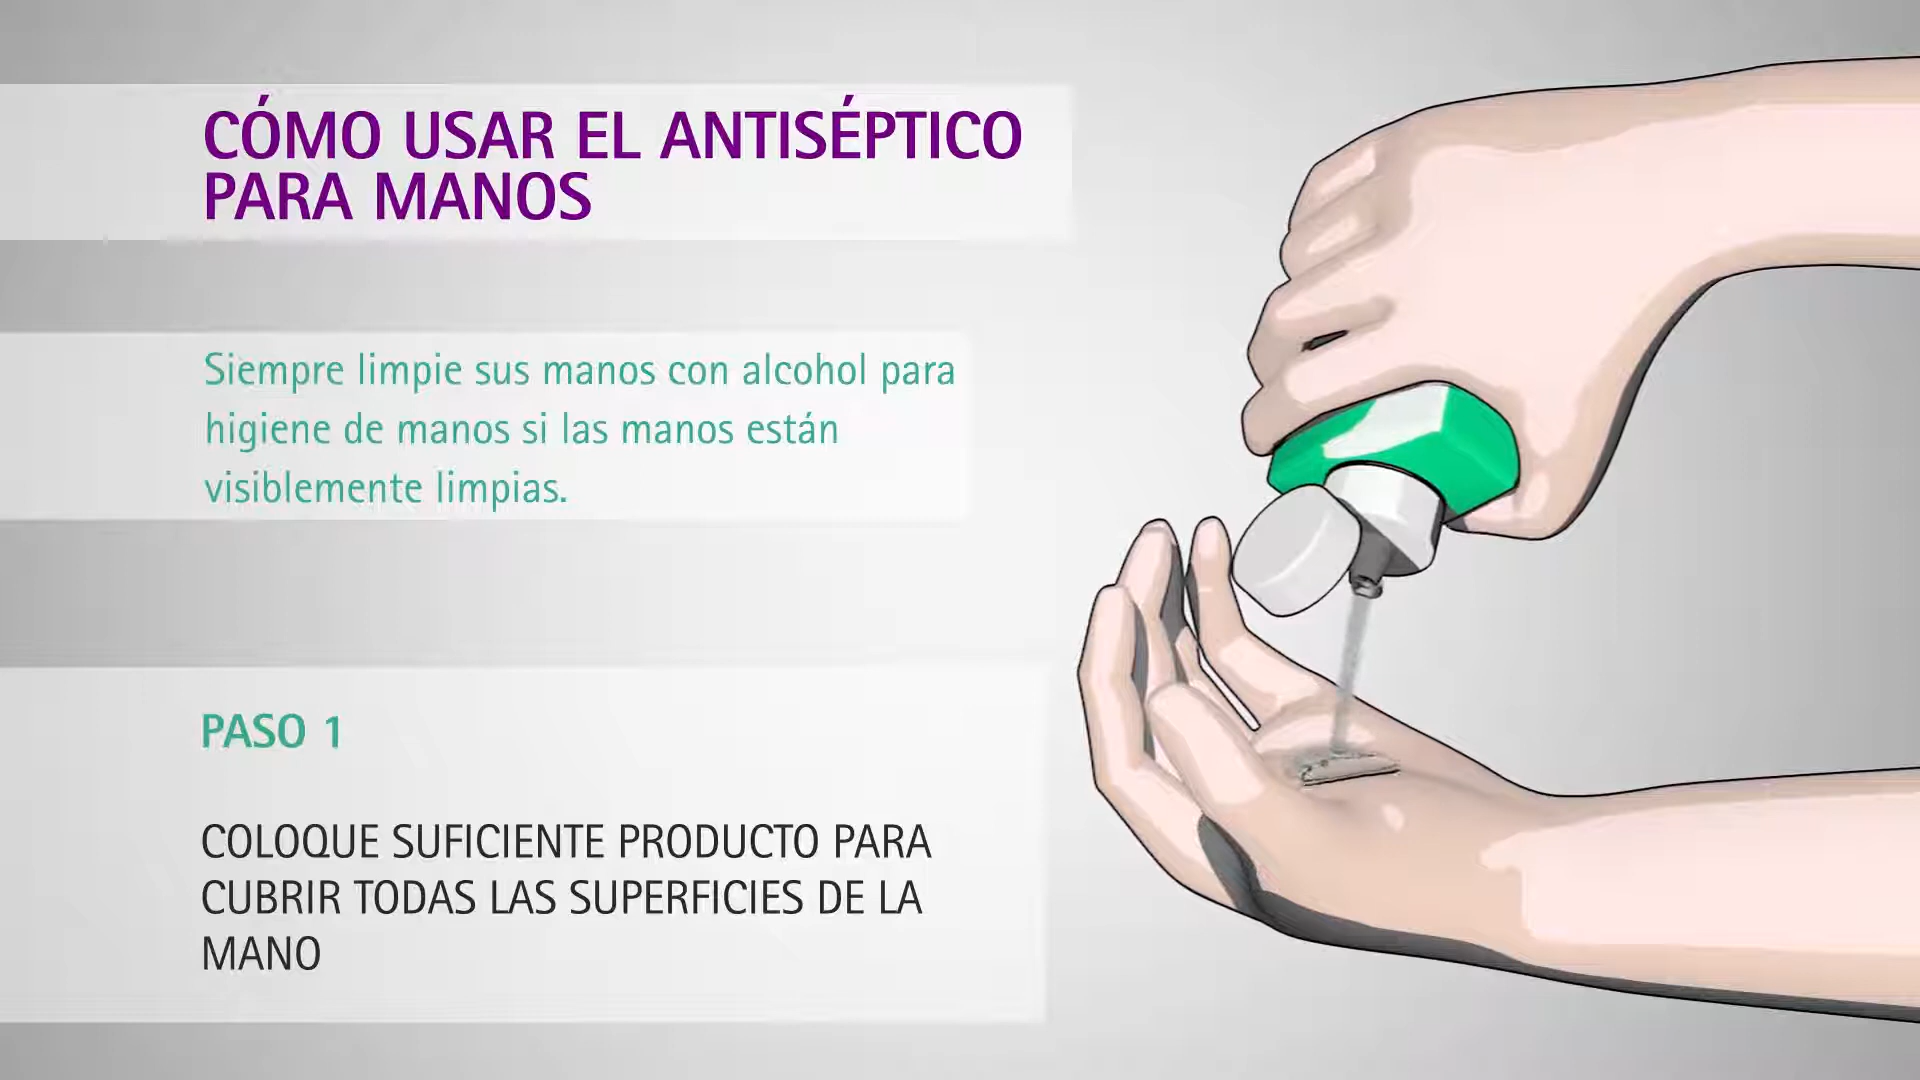 CÓMO USAR EL ANTISÉPTICO
PARA MANOS
Siempre limpie sus manos con alcohol para
higiene de manos si las manos están
visiblemente limpias.
PASO 1
COLOQUE SUFICIENTE PRODUCTO PARA
CUBRIR TODAS LAS SUPERFICIES DE LA
MANO